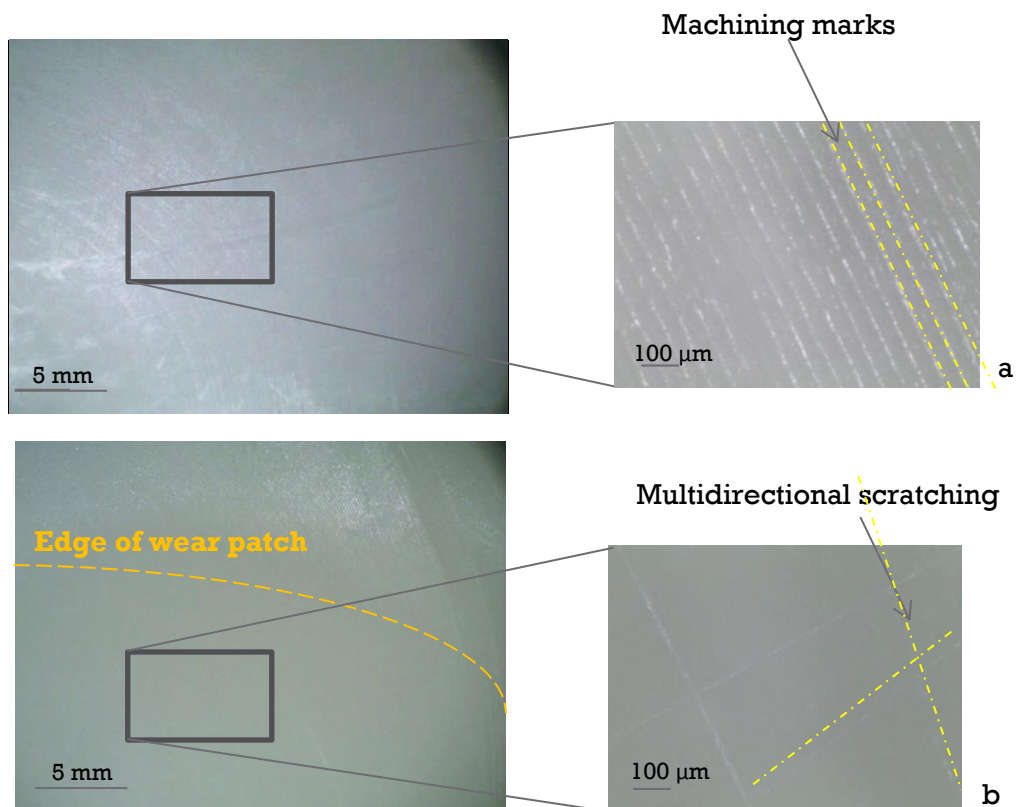 Machining marks
5 mm
100 µm
a
Edge of wear patch
Multidirectional scratching
5 mm
100 µm
b